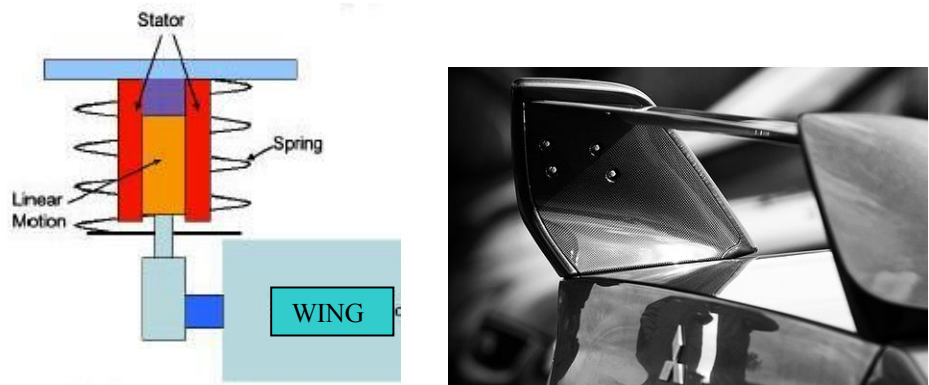 Stator
Spring
Linear
Motion
WING